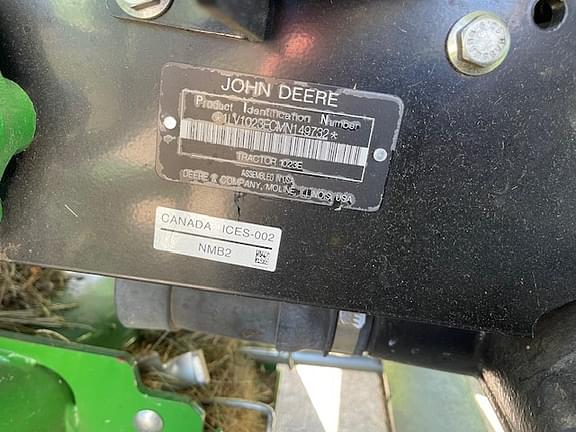 JOHN DEERE
Product Identification Number
*1LV1023ECMN149732*
TRACTOR 1023E
ASSEMBLED IN USA
DEERE & COMPANY, MOLINE, ILLINOIS, USA
CANADA ICES-002
NMB2